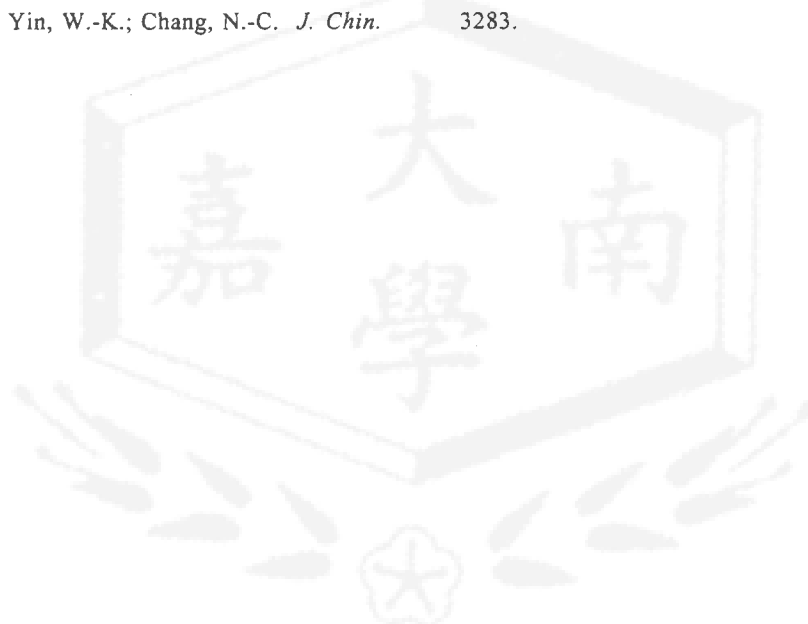 Yin, W.-K.; Chang, N.-C. J. Chin. 3283.
大
嘉 南
學